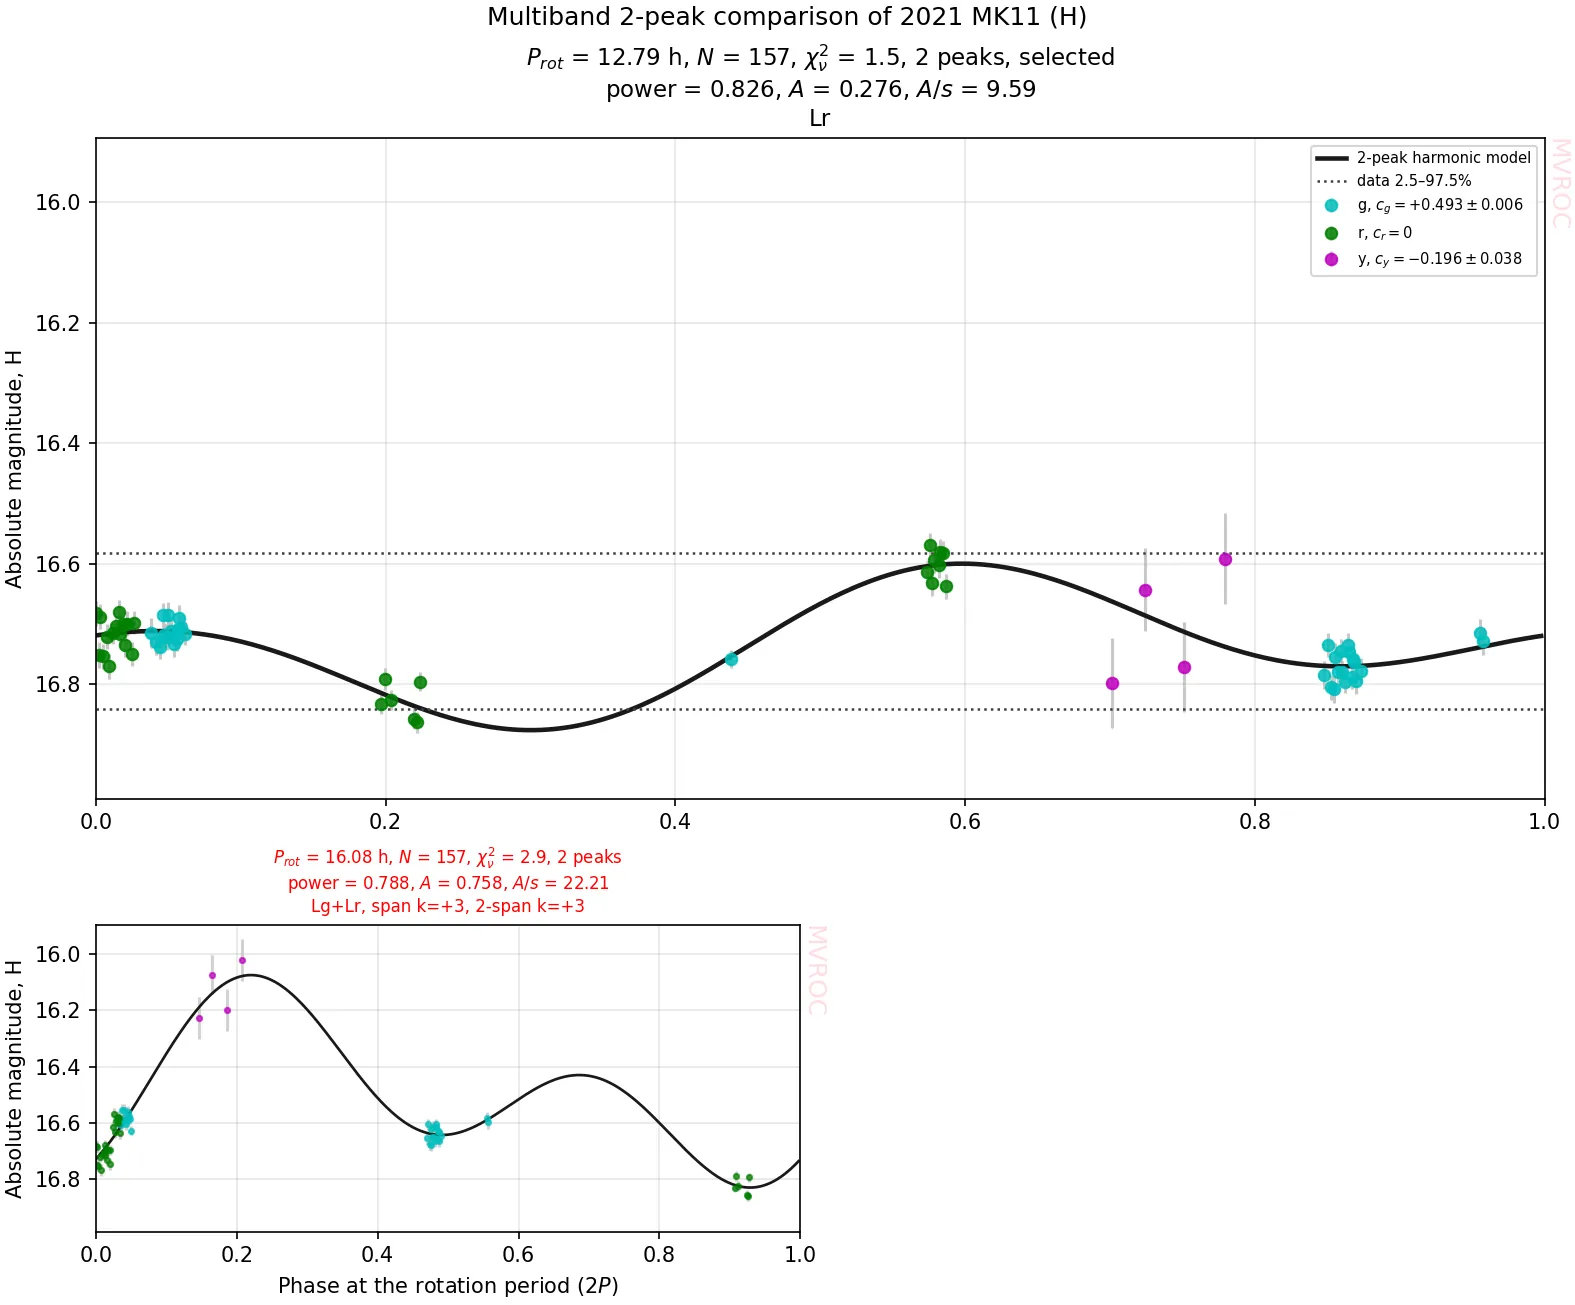 Multiband 2-peak comparison of 2021 MK11 (H)
P_rot = 12.79 h, N = 157, χ²_ν = 1.5, 2 peaks, selected
power = 0.826, A = 0.276, A/s = 9.59
Lr
2-peak harmonic model
data 2.5–97.5%
g, c_g = +0.493 ± 0.006
r, c_r = 0
y, c_y = −0.196 ± 0.038
MVROC
Absolute magnitude, H
16.0
16.2
16.4
16.6
16.8
0.0 0.2 0.4 0.6 0.8 1.0
P_rot = 16.08 h, N = 157, χ²_ν = 2.9, 2 peaks
power = 0.788, A = 0.758, A/s = 22.21
Lg+Lr, span k=+3, 2-span k=+3
MVROC
Absolute magnitude, H
16.0
16.2
16.4
16.6
16.8
0.0 0.2 0.4 0.6 0.8 1.0
Phase at the rotation period (2P)